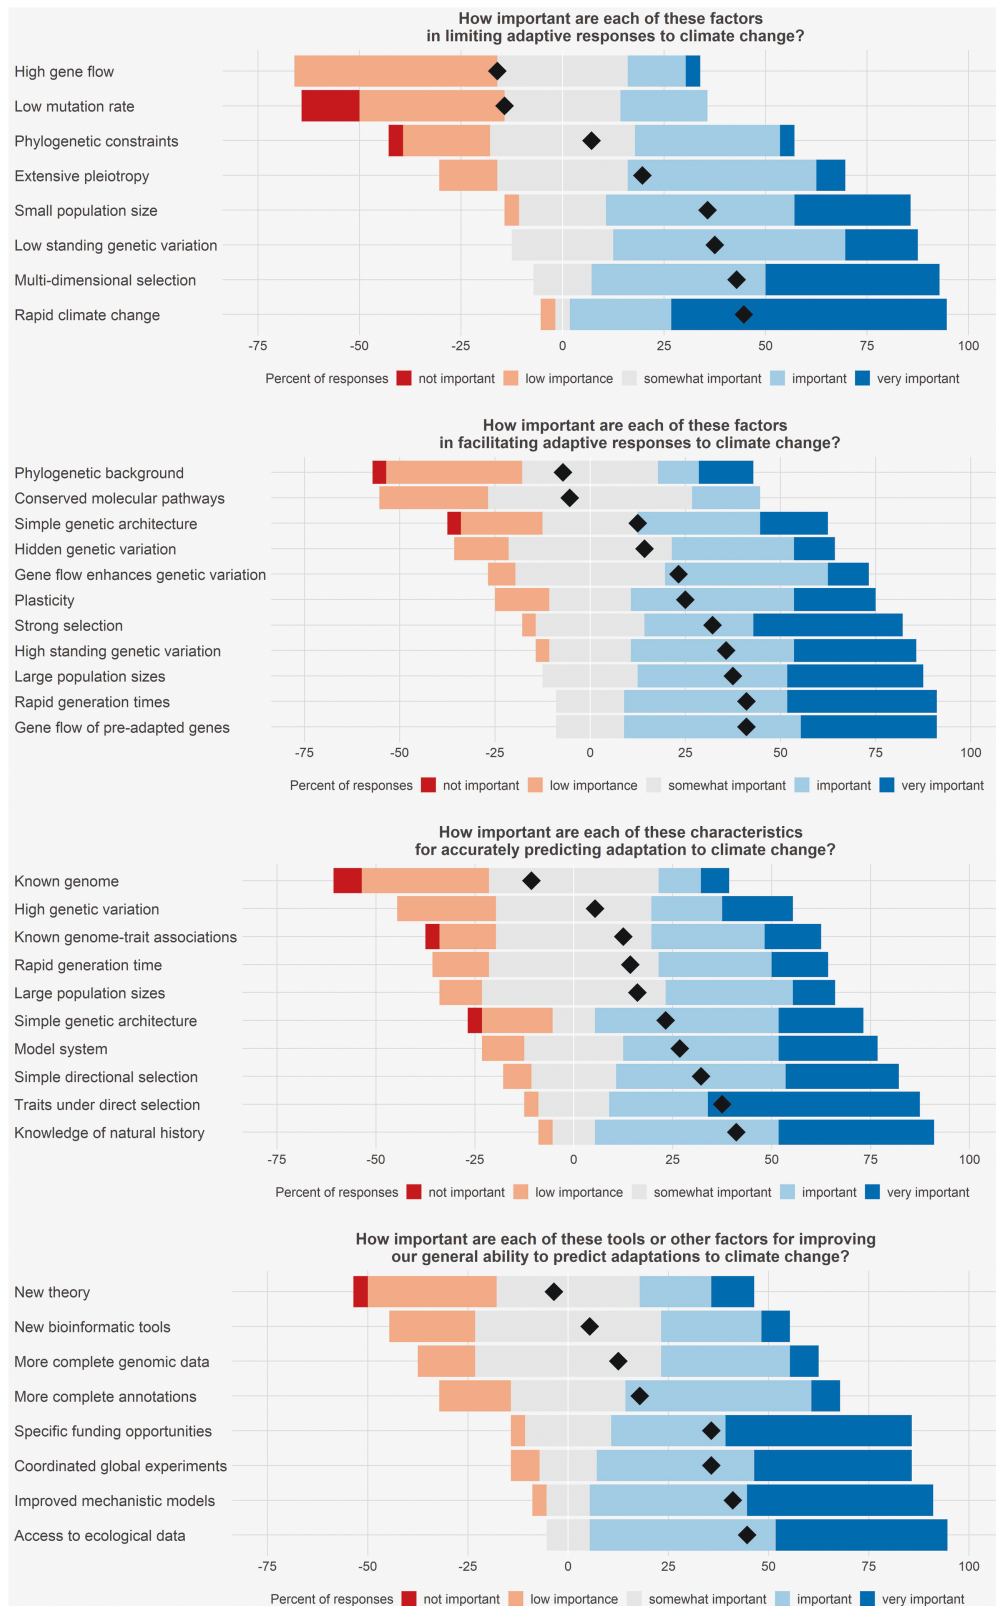 How important are each of these factors
in limiting adaptive responses to climate change?
High gene flow
Low mutation rate
Phylogenetic constraints
Extensive pleiotropy
Small population size
Low standing genetic variation
Multi-dimensional selection
Rapid climate change
-75 -50 -25 0 25 50 75 100
Percent of responses not important low importance somewhat important important very important
How important are each of these factors
in facilitating adaptive responses to climate change?
Phylogenetic background
Conserved molecular pathways
Simple genetic architecture
Hidden genetic variation
Gene flow enhances genetic variation
Plasticity
Strong selection
High standing genetic variation
Large population sizes
Rapid generation times
Gene flow of pre-adapted genes
-75 -50 -25 0 25 50 75 100
Percent of responses not important low importance somewhat important important very important
How important are each of these characteristics
for accurately predicting adaptation to climate change?
Known genome
High genetic variation
Known genome-trait associations
Rapid generation time
Large population sizes
Simple genetic architecture
Model system
Simple directional selection
Traits under direct selection
Knowledge of natural history
-75 -50 -25 0 25 50 75 100
Percent of responses not important low importance somewhat important important very important
How important are each of these tools or other factors for improving
our general ability to predict adaptations to climate change?
New theory
New bioinformatic tools
More complete genomic data
More complete annotations
Specific funding opportunities
Coordinated global experiments
Improved mechanistic models
Access to ecological data
-75 -50 -25 0 25 50 75 100
Percent of responses not important low importance somewhat important important very important